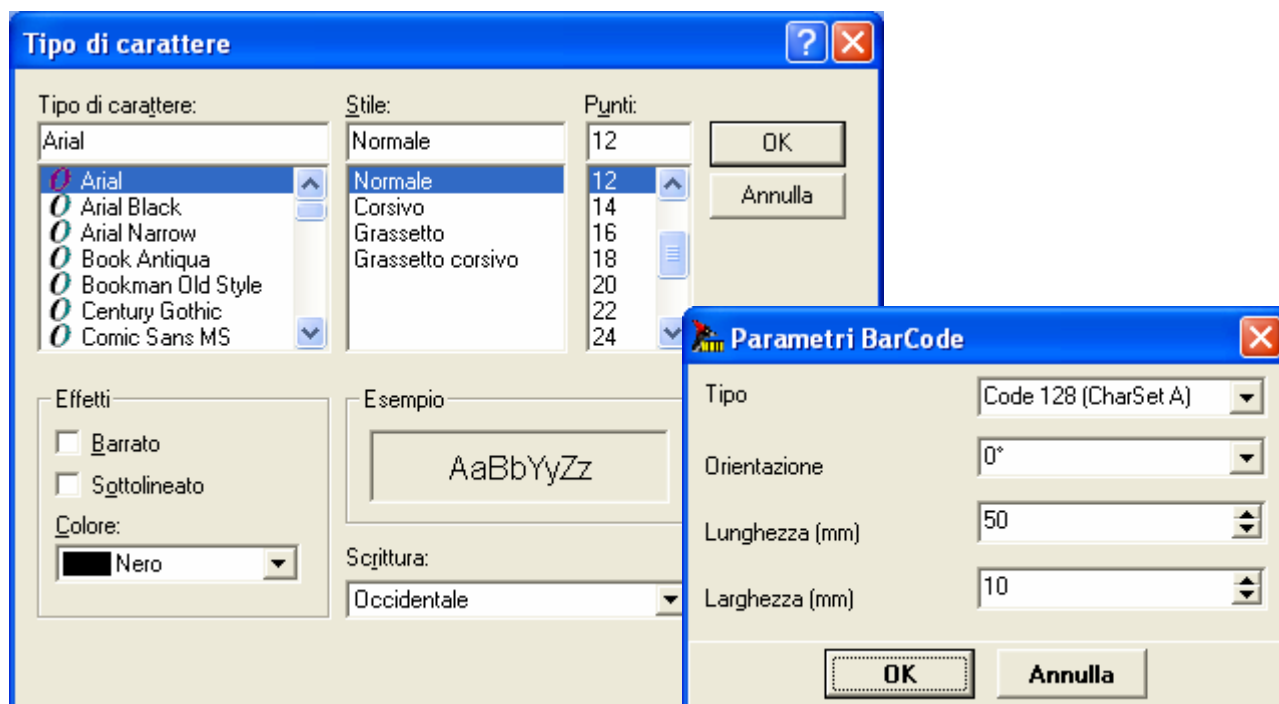 Tipo di carattere
Tipo di carattere: Stile: Punti:
Arial Normale 12 OK
Arial Normale 12 Annulla
Arial Black Corsivo 14
Arial Narrow Grassetto 16
Book Antiqua Grassetto corsivo 18
Bookman Old Style 20
Century Gothic 22
Comic Sans MS 24
Effetti
Barrato
Sottolineato
Colore:
Nero
Esempio
AaBbYyZz
Scrittura:
Occidentale
Parametri BarCode
Tipo Code 128 (CharSet A)
Orientazione 0°
Lunghezza (mm) 50
Larghezza (mm) 10
OK Annulla